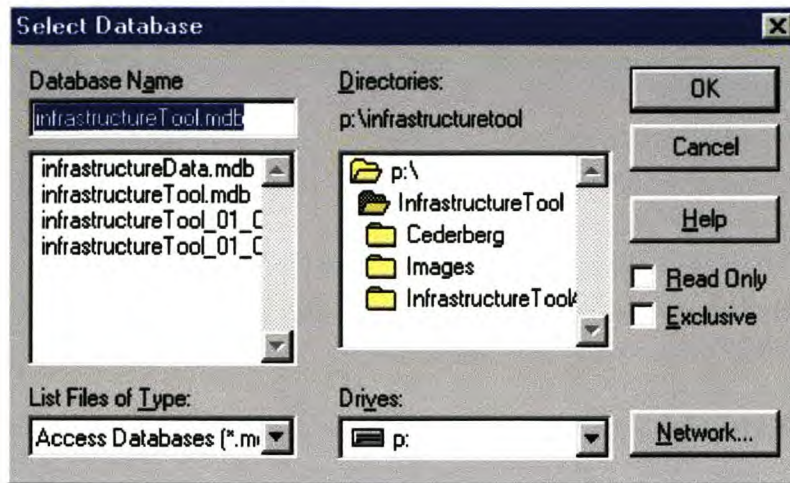 Select Database
Database Name
infrastructureTool.mdb
infrastructureData.mdb
infrastructureTool.mdb
infrastructureTool_01_C
infrastructureTool_01_C
List Files of Type:
Access Databases (*.m
Directories:
p:\infrastructuretool
p:\
InfrastructureTool
Cederberg
Images
InfrastructureTool
Drives:
p:
OK
Cancel
Help
Read Only
Exclusive
Network...